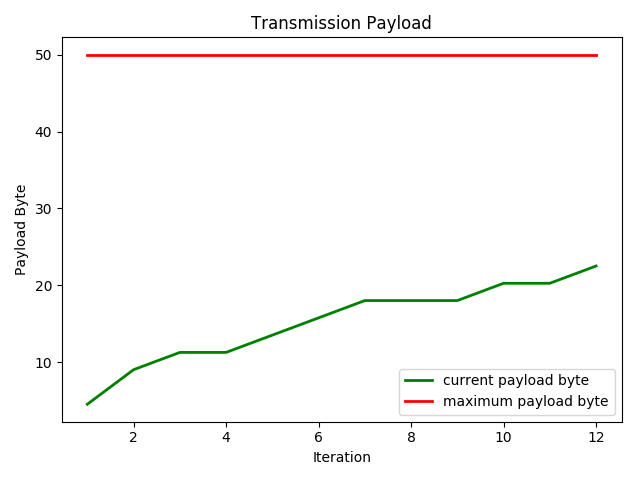 Transmission Payload
Payload Byte
50
40
30
20
10
2 4 6 8 10 12
Iteration
current payload byte
maximum payload byte